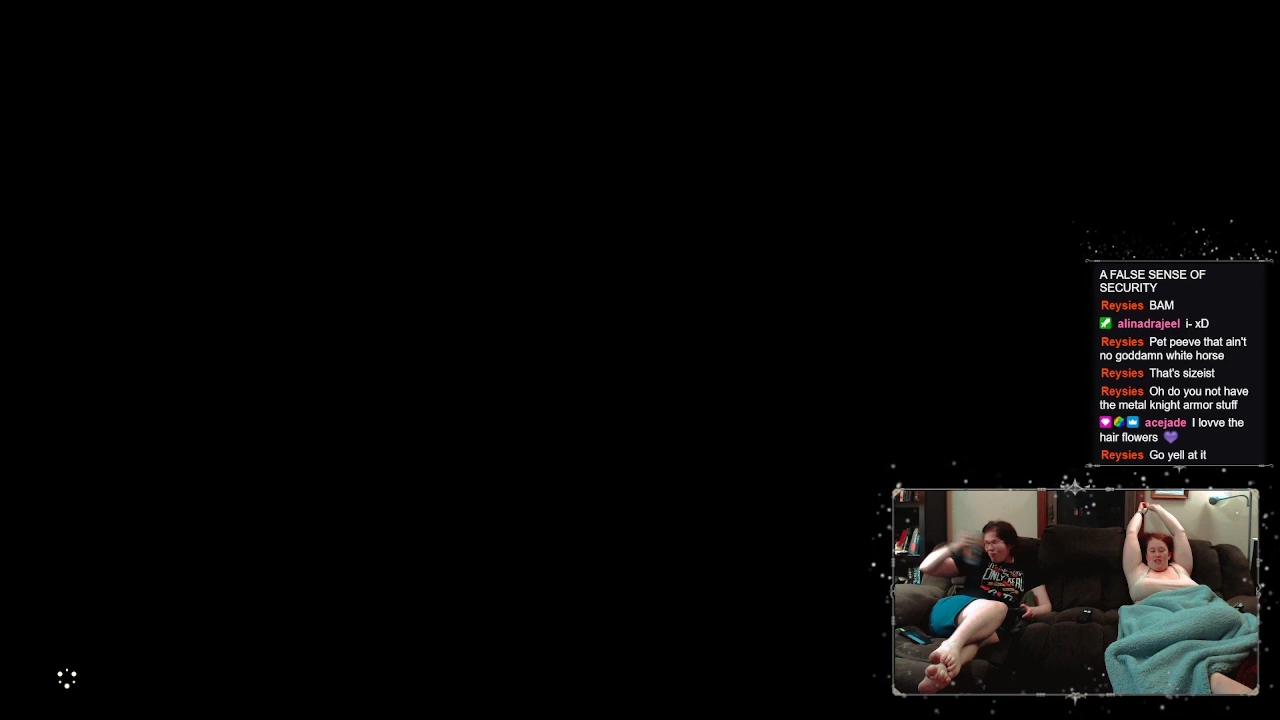 A FALSE SENSE OF
SECURITY
Reysies BAM
alinadrajeel i- xD
Reysies Pet peeve that ain't
no goddamn white horse
Reysies That's sizeist
Reysies Oh do you not have
the metal knight armor stuff
acejade I lovve the
hair flowers
Reysies Go yell at it